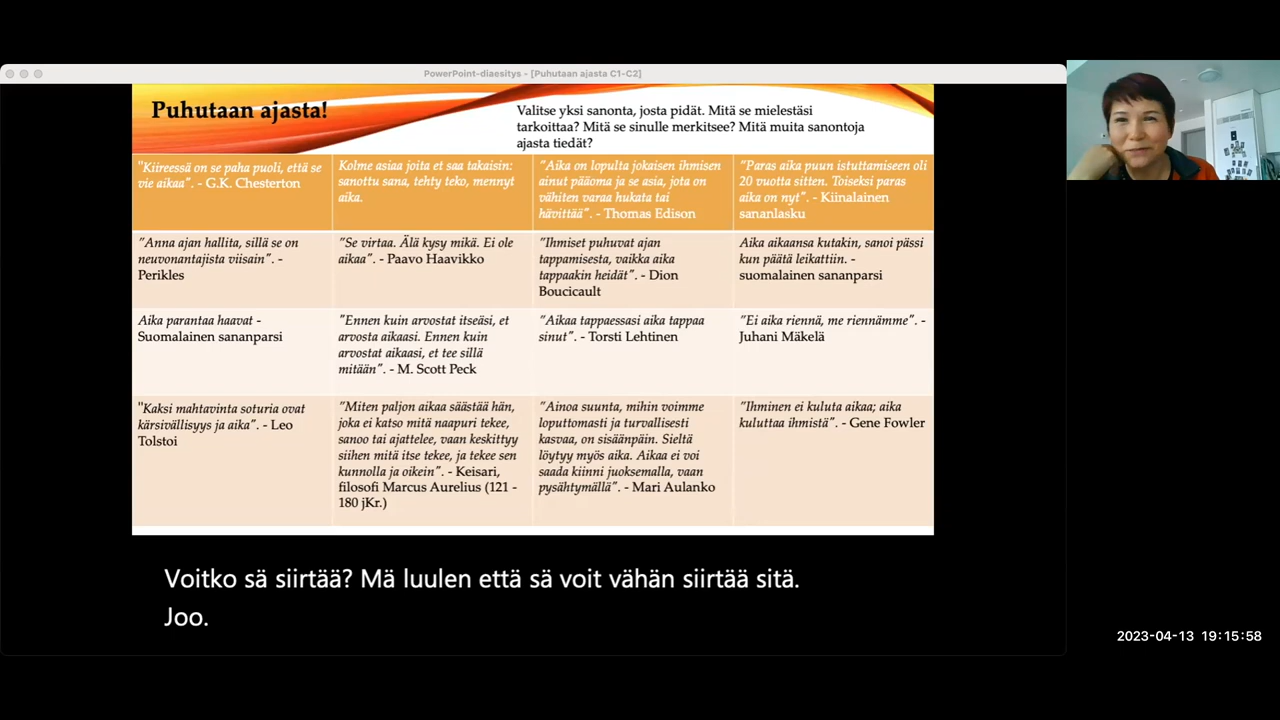 PowerPoint-diaesitys - [Puhutaan ajasta C1-C2]
Puhutaan ajasta!
Valitse yksi sanonta, josta pidät. Mitä se mielestäsi
tarkoittaa? Mitä se sinulle merkitsee? Mitä muita sanontoja
ajasta tiedät?
"Kiireessä on se paha puoli, että se
vie aikaa". - G.K. Chesterton
Kolme asiaa joita et saa takaisin:
sanottu sana, tehty teko, mennyt
aika.
"Aika on lopulta jokaisen ihmisen
ainut pääoma ja se asia, jota on
vähiten varaa hukata tai
hävittää". - Thomas Edison
"Paras aika puun istuttamiseen oli
20 vuotta sitten. Toiseksi paras
aika on nyt". - Kiinalainen
sananlasku
"Anna ajan hallita, sillä se on
neuvonantajista viisain". -
Perikles
"Se virtaa. Älä kysy mikä. Ei ole
aikaa". - Paavo Haavikko
"Ihmiset puhuvat ajan
tappamisesta, vaikka aika
tappaakin heidät". - Dion
Boucicault
Aika aikaansa kutakin, sanoi pässi
kun päätä leikattiin. -
suomalainen sananparsi
Aika parantaa haavat -
Suomalainen sananparsi
"Ennen kuin arvostat itseäsi, et
arvosta aikaasi. Ennen kuin
arvostat aikaasi, et tee sillä
mitään". - M. Scott Peck
"Aikaa tappaessasi aika tappaa
sinut". - Torsti Lehtinen
"Ei aika riennä, me riennämme". -
Juhani Mäkelä
"Kaksi mahtavinta soturia ovat
kärsivällisyys ja aika". - Leo
Tolstoi
"Miten paljon aikaa säästää hän,
joka ei katso mitä naapuri tekee,
sanoo tai ajattelee, vaan keskittyy
siihen mitä itse tekee, ja tekee sen
kunnolla ja oikein". - Keisari,
filosofi Marcus Aurelius (121 -
180 jKr.)
"Ainoa suunta, mihin voimme
loputtomasti ja turvallisesti
kasvaa, on sisäänpäin. Sieltä
löytyy myös aika. Aikaa ei voi
saada kiinni juoksemalla, vaan
pysähtymällä". - Mari Aulanko
"Ihminen ei kuluta aikaa; aika
kuluttaa ihmistä". - Gene Fowler
Voitko sä siirtää? Mä luulen että sä voit vähän siirtää sitä.
Joo.
2023-04-13 19:15:58